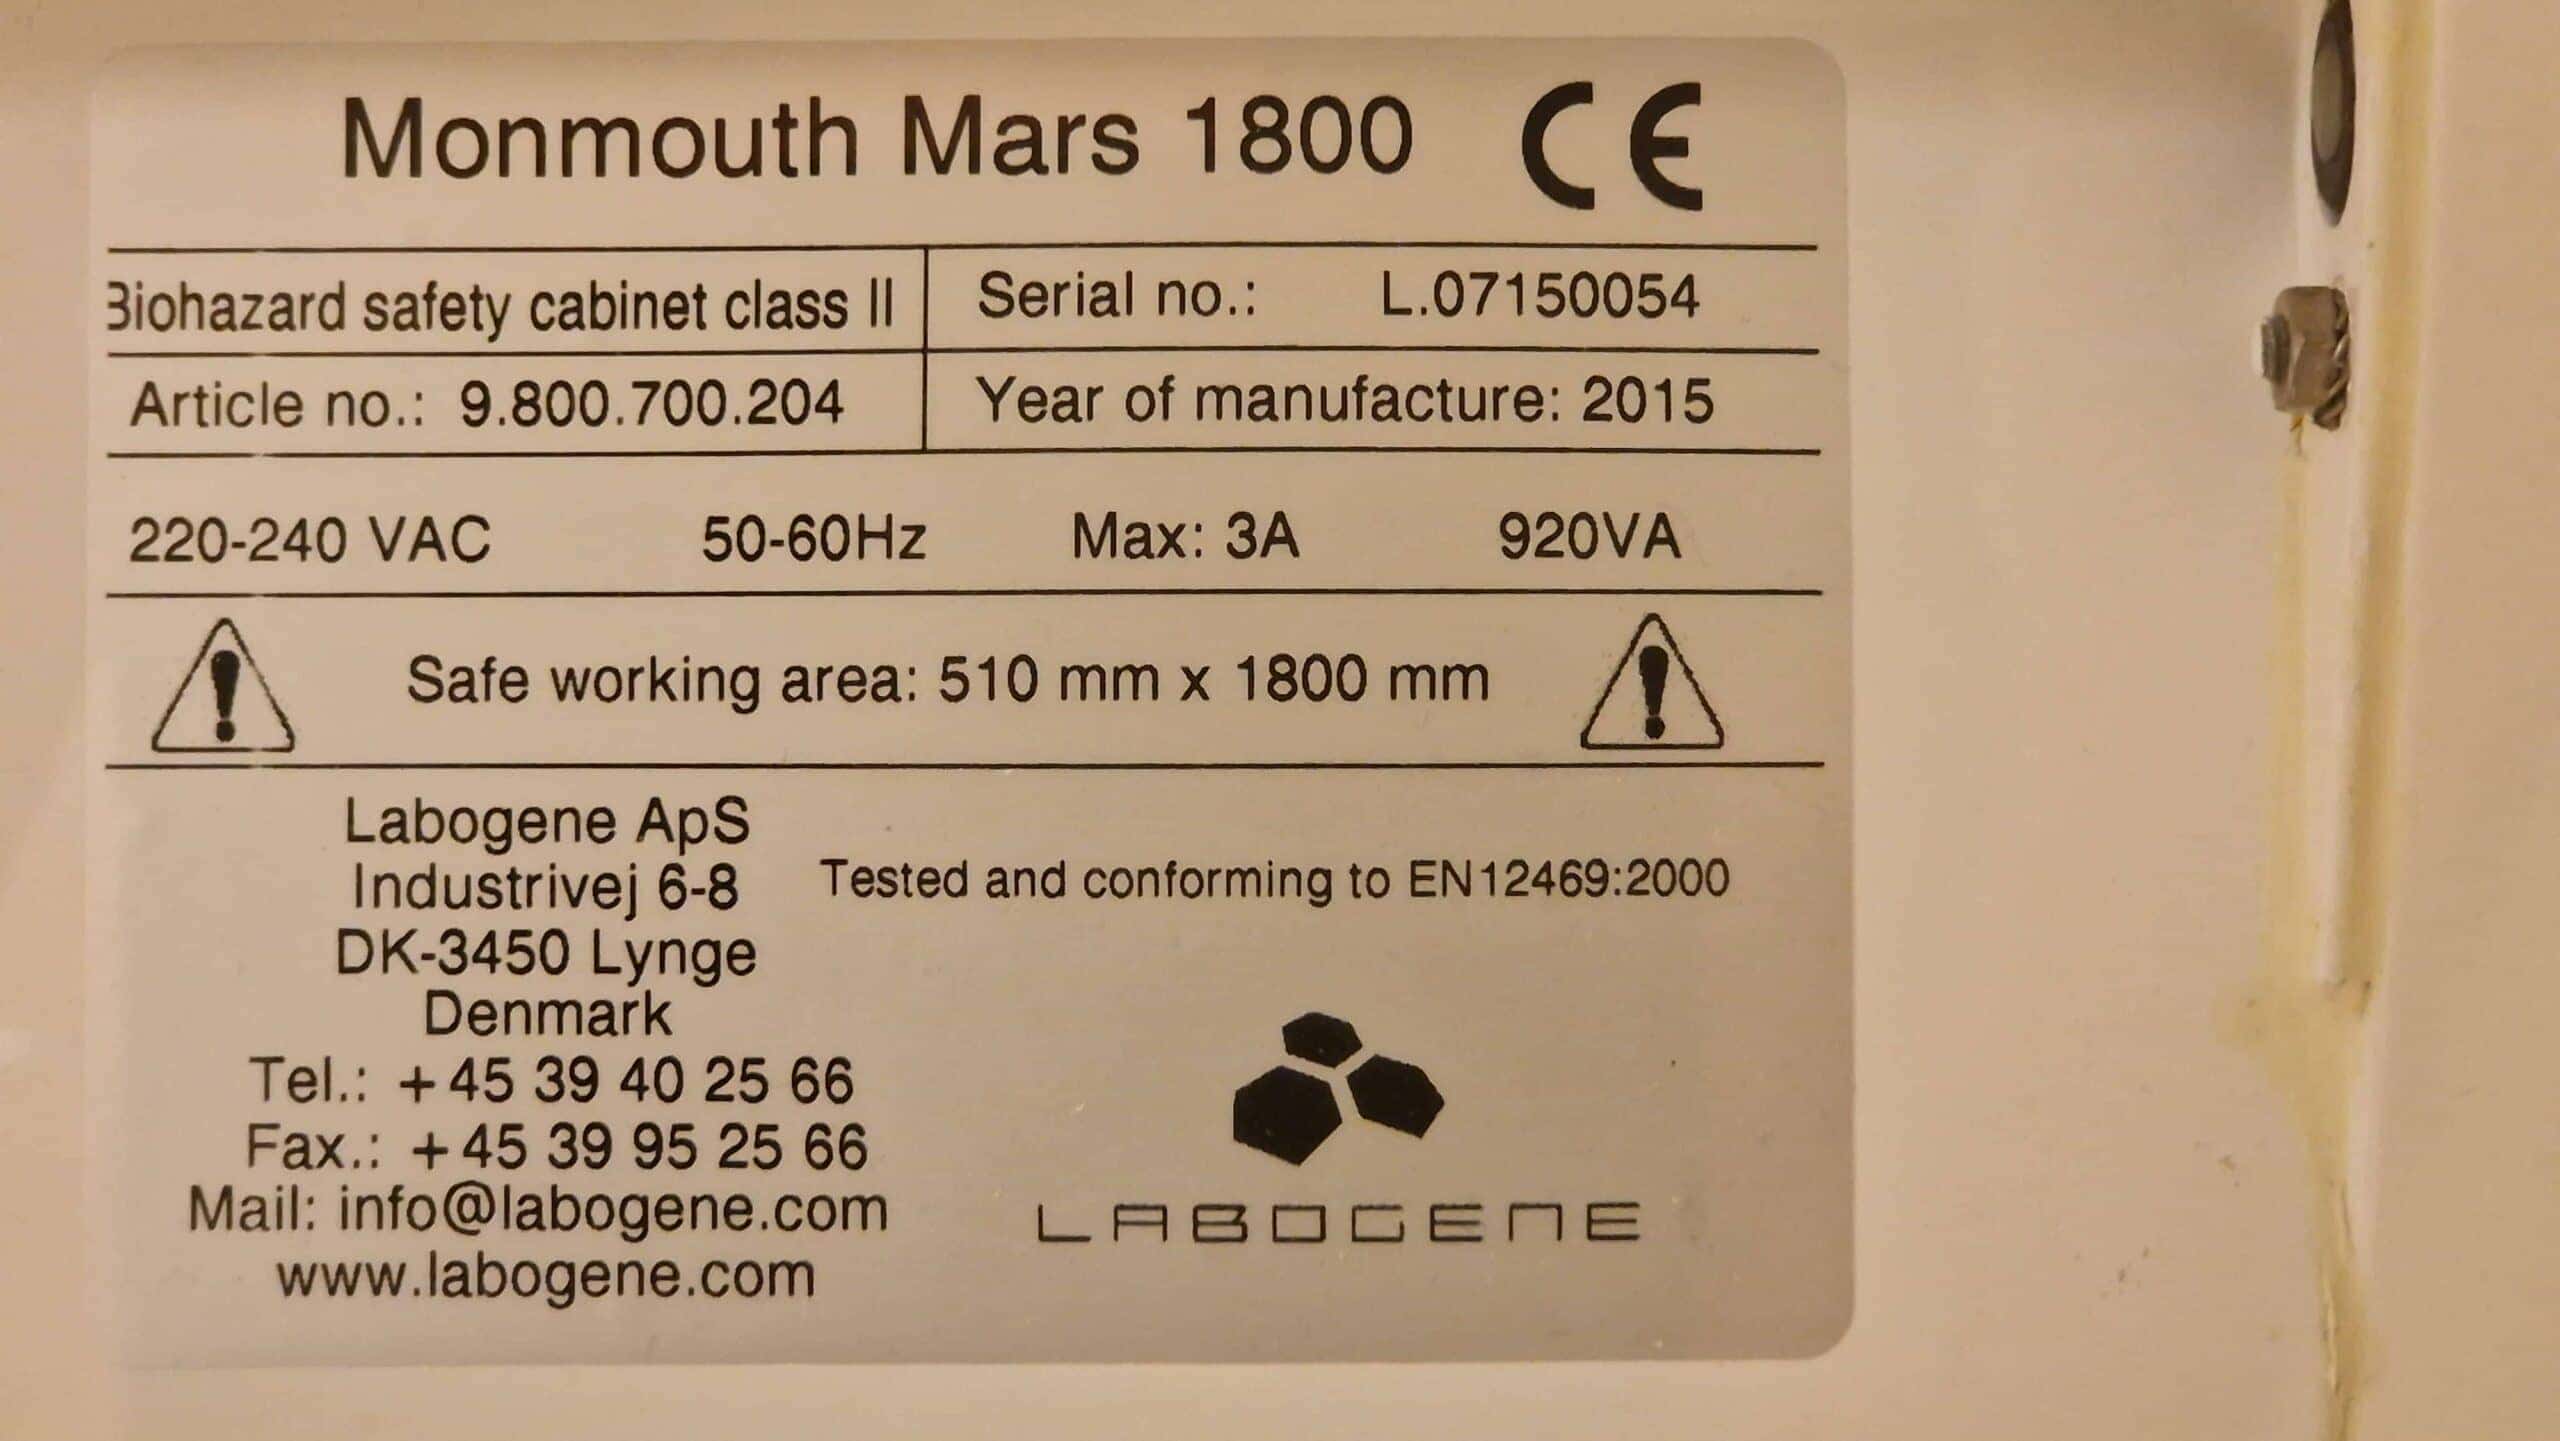 Monmouth Mars 1800 CE
Biohazard safety cabinet class II
Serial no.: L.07150054
Article no.: 9.800.700.204
Year of manufacture: 2015
220-240 VAC 50-60Hz Max: 3A 920VA
Safe working area: 510 mm x 1800 mm
Labogene ApS
Industrivej 6-8
DK-3450 Lynge
Denmark
Tel.: +45 39 40 25 66
Fax.: +45 39 95 25 66
Mail: info@labogene.com
www.labogene.com
Tested and conforming to EN12469:2000
LABOGENE